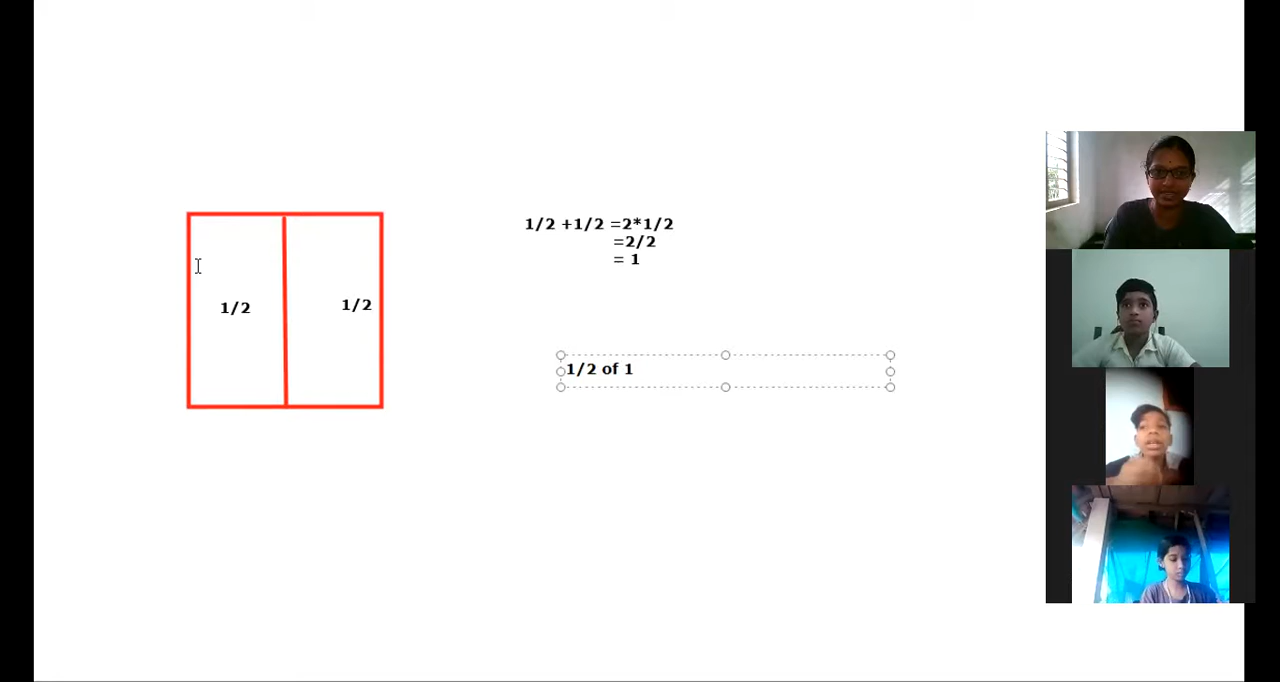 1/2 +1/2 =2*1/2
=2/2
= 1
1/2
1/2
1/2 of 1